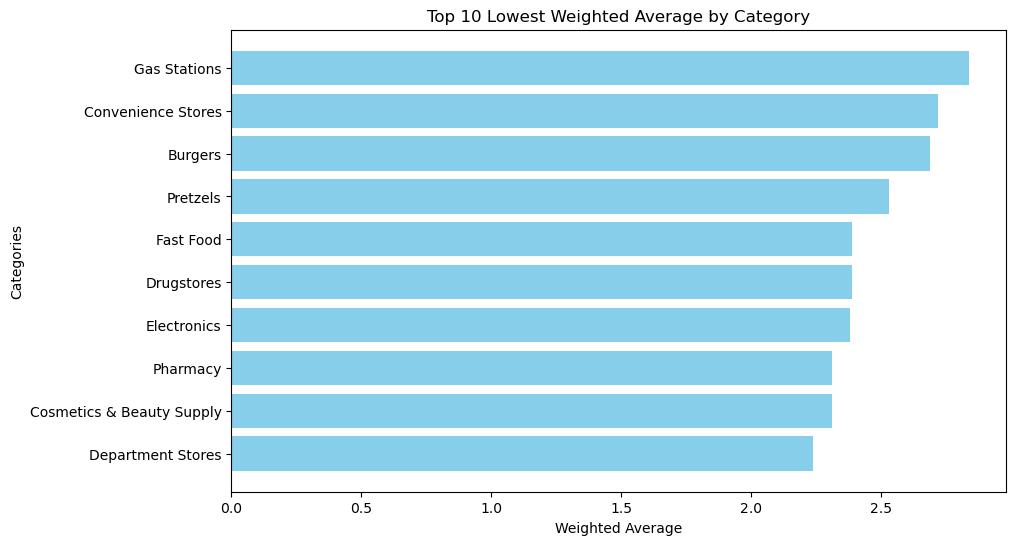 Top 10 Lowest Weighted Average by Category
Categories
Gas Stations
Convenience Stores
Burgers
Pretzels
Fast Food
Drugstores
Electronics
Pharmacy
Cosmetics & Beauty Supply
Department Stores
0.0 0.5 1.0 1.5 2.0 2.5
Weighted Average